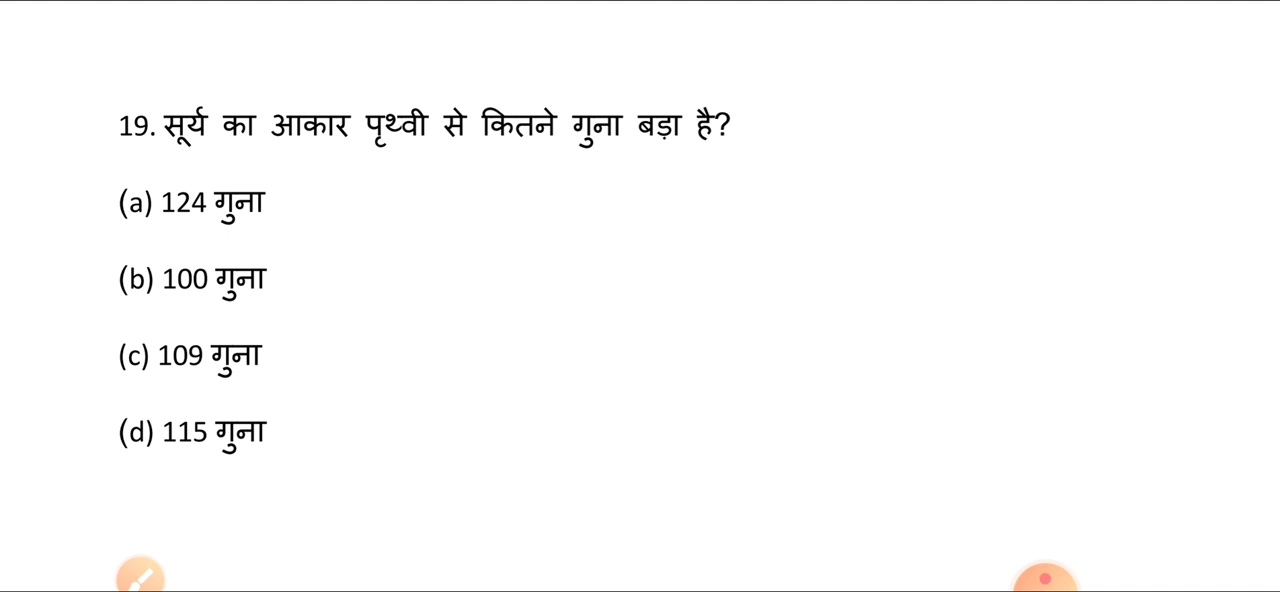 19. सूर्य का आकार पृथ्वी से कितने गुना बड़ा है?
(a) 124 गुना
(b) 100 गुना
(c) 109 गुना
(d) 115 गुना